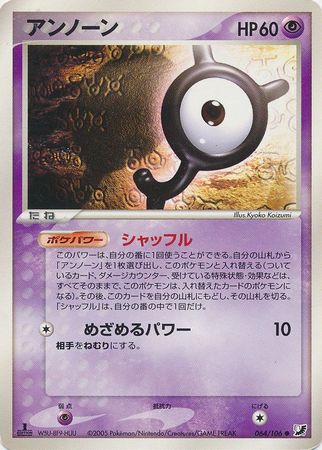 アンノーン HP60
Illus.Kyoko Koizumi
たね
ポケパワー シャッフル
このパワーは、自分の番に1回使うことができる。自分の山札から
「アンノーン」を1枚選び出し、このポケモンと入れ替える(ついて
いるカード、ダメージカウンター、受けている特殊状態・効果などは、
すべてそのままで、このポケモンは、入れ替えたカードのポケモンに
なる)。その後、このカードを自分の山札にもどし、その山札を切る。
「シャッフル」は、自分の番の中で1回だけ。
めざめるパワー 10
相手をねむりにする。
弱点 抵抗力 にげる
1 EDITION W5U-8F9-HUU ©2005 Pokémon/Nintendo/Creatures/GAME FREAK 064/106 ●